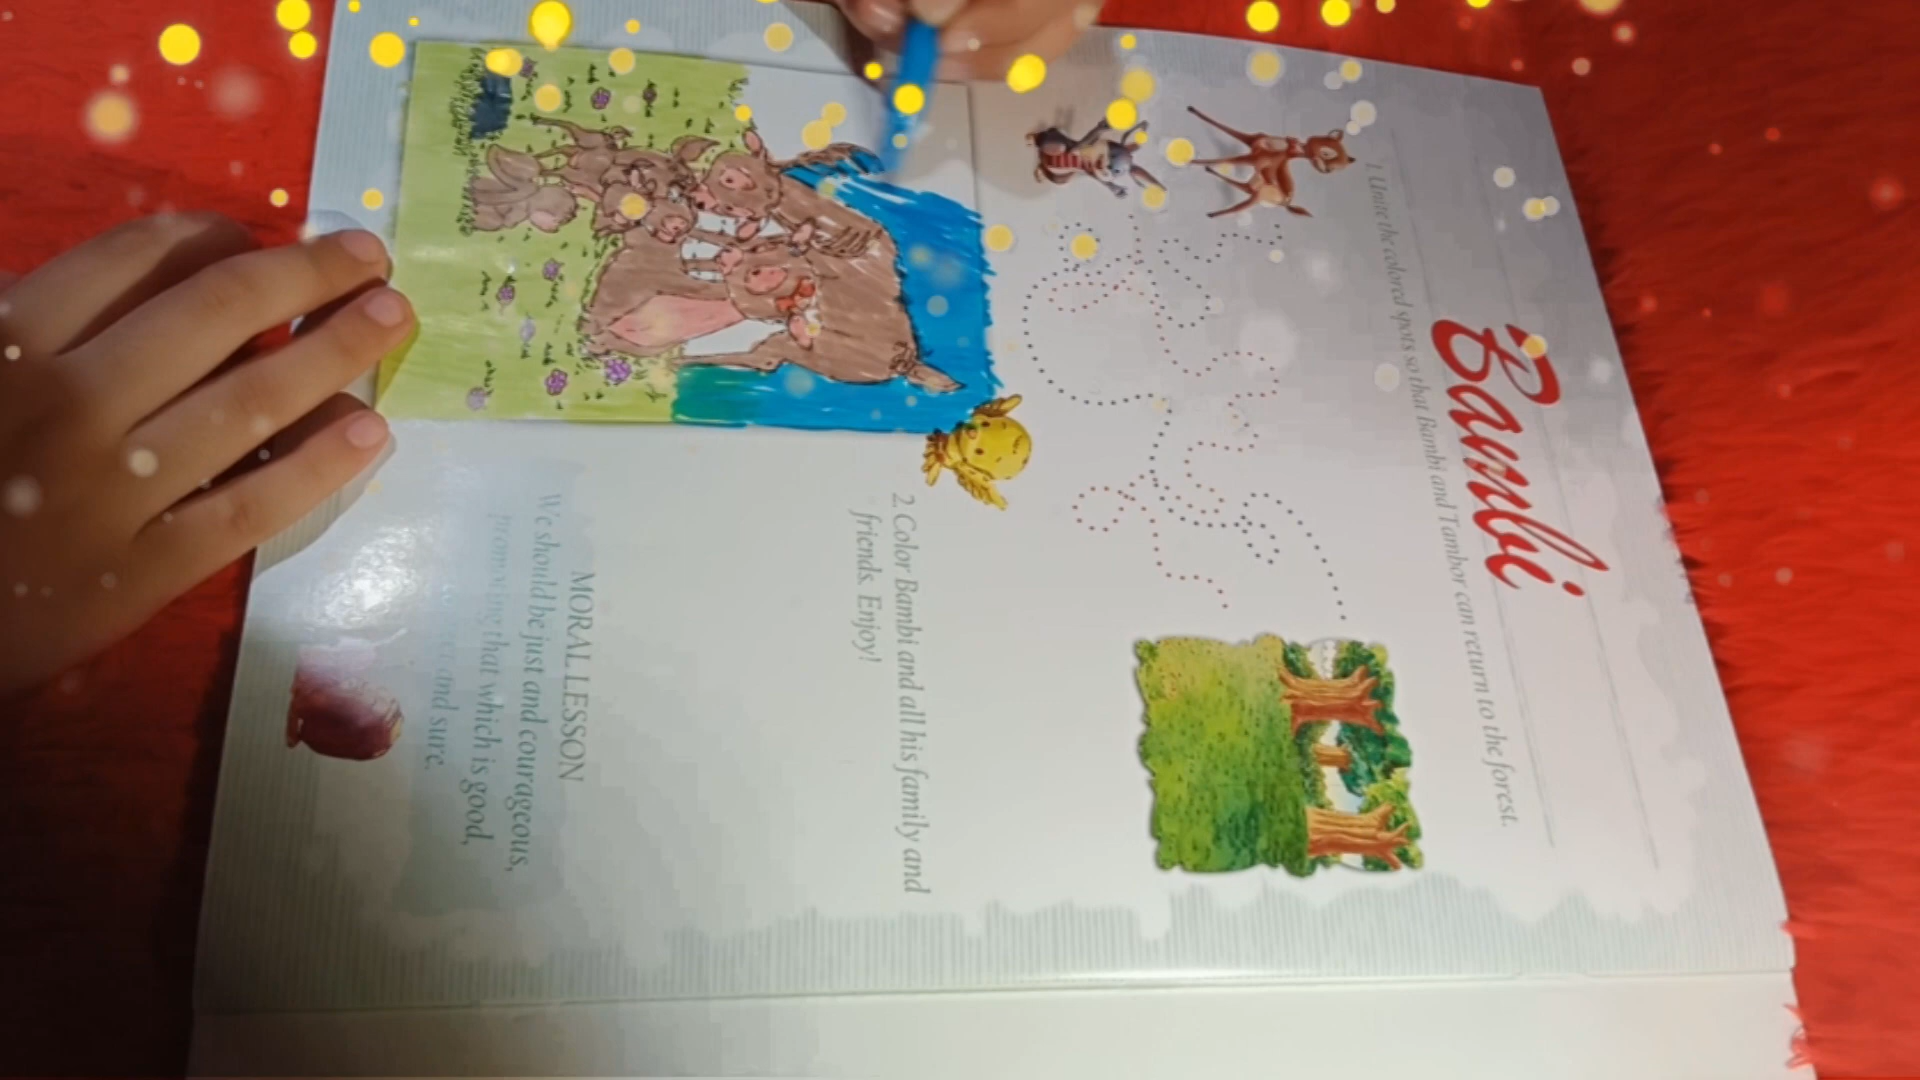 Bambi
1. Unite the colored spots so that Bambi and Tambor can return to the forest.
2. Color Bambi and all his family and
friends. Enjoy!
MORAL LESSON
We should be just and courageous,
promoting that which is good,
and sure.